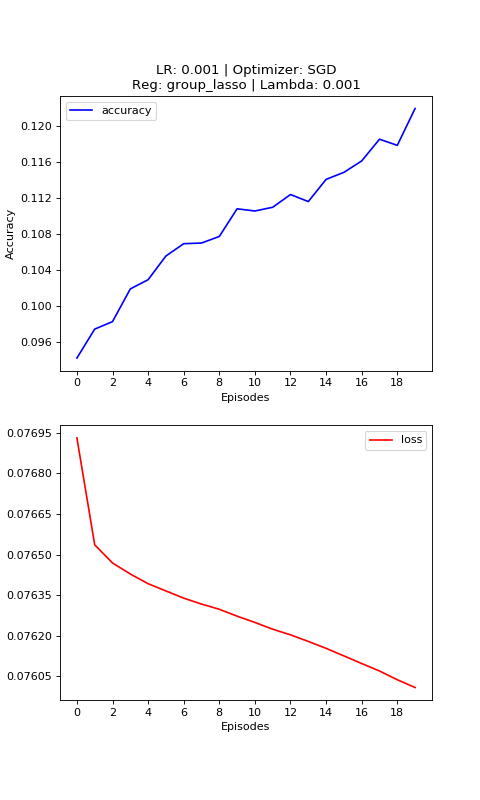 LR: 0.001 | Optimizer: SGD
Reg: group_lasso | Lambda: 0.001
accuracy
0.120
0.116
0.112
0.108
0.104
0.100
0.096
Accuracy
0 2 4 6 8 10 12 14 16 18
Episodes
loss
0.07695
0.07680
0.07665
0.07650
0.07635
0.07620
0.07605
0 2 4 6 8 10 12 14 16 18
Episodes